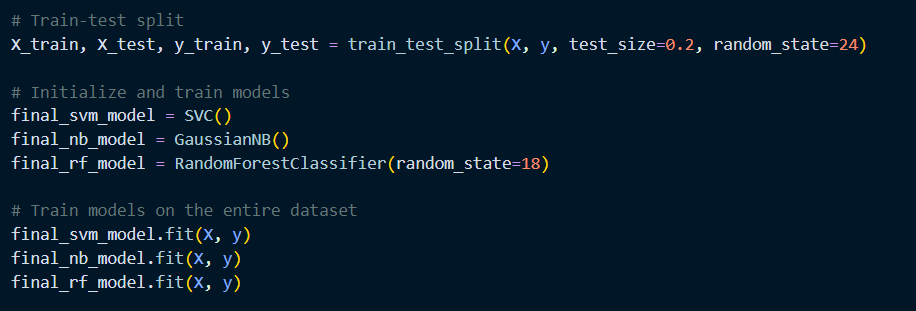 # Train-test split
X_train, X_test, y_train, y_test = train_test_split(X, y, test_size=0.2, random_state=24)
# Initialize and train models
final_svm_model = SVC()
final_nb_model = GaussianNB()
final_rf_model = RandomForestClassifier(random_state=18)
# Train models on the entire dataset
final_svm_model.fit(X, y)
final_nb_model.fit(X, y)
final_rf_model.fit(X, y)